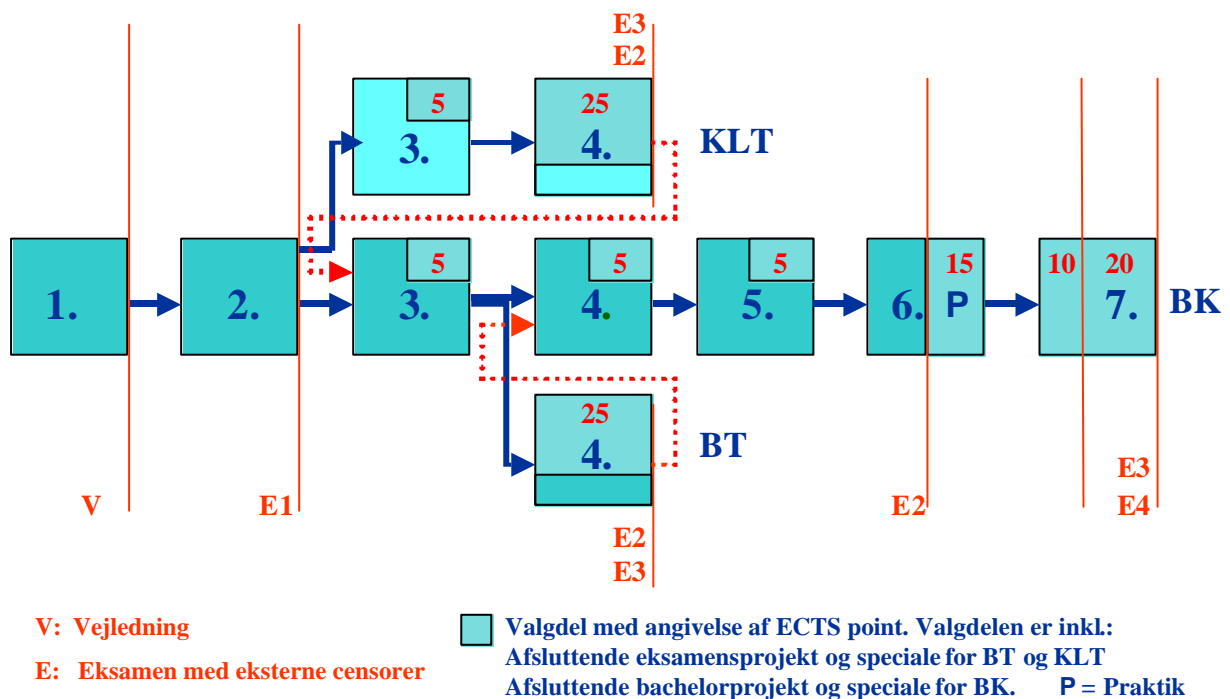 E3
E2
5
3.
25
4.
KLT
1.
2.
5
3.
5
4.
5
5.
6.
15
P
10
20
7.
BK
25
4.
BT
V
E1
E2
E3
E4
E2
E3
V: Vejledning
E: Eksamen med eksterne censorer
Valgdel med angivelse af ECTS point. Valgdelen er inkl.:
Afsluttende eksamensprojekt og speciale for BT og KLT
Afsluttende bachelorprojekt og speciale for BK. P = Praktik